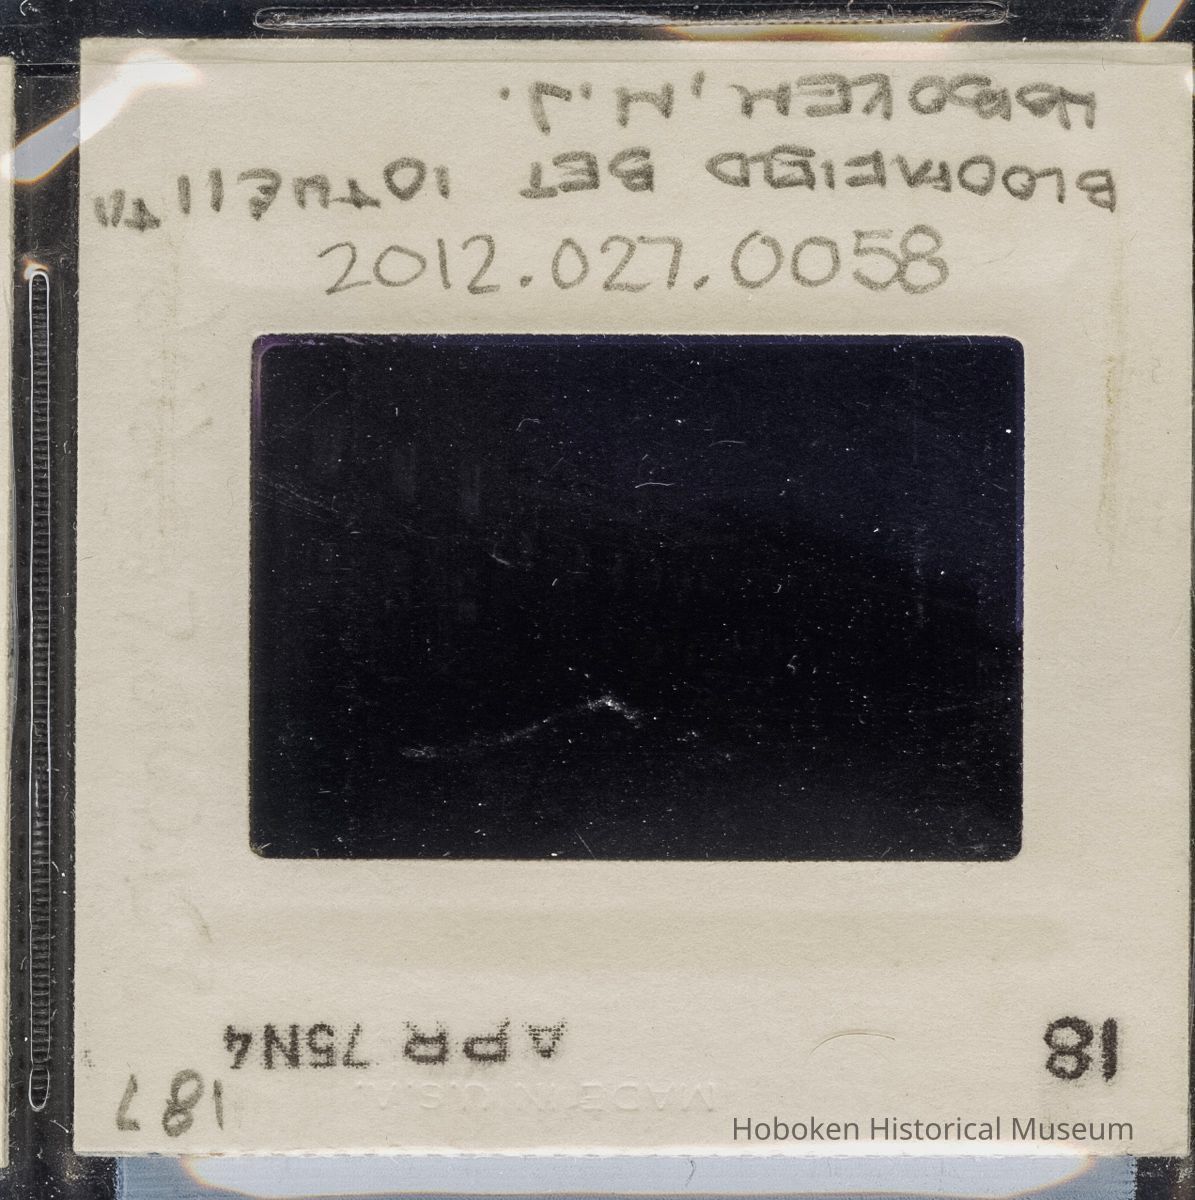 BLOOMFIELD BET 10TH & 11TH
HOBOKEN, N.J.
2012.027.0058
18
APR 75N4
MADE IN U.S.A.
187
Hoboken Historical Museum